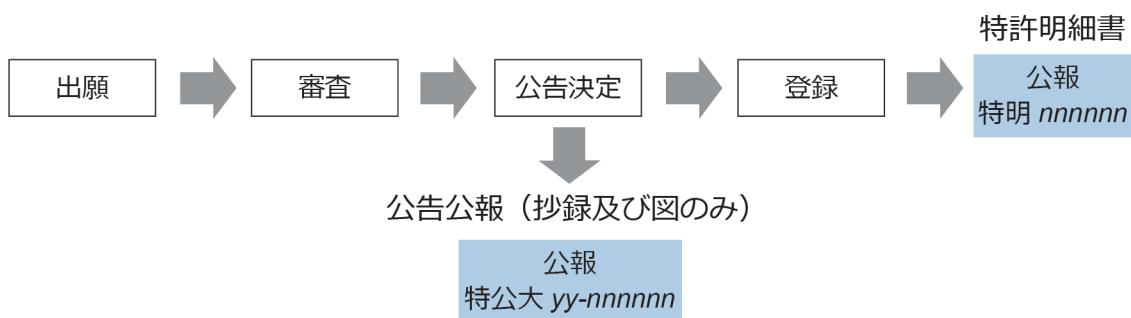 特許明細書
出願
審査
公告決定
登録
公報
特明 nnnnnn
公告公報（抄録及び図のみ）
公報
特公大 yy-nnnnnn